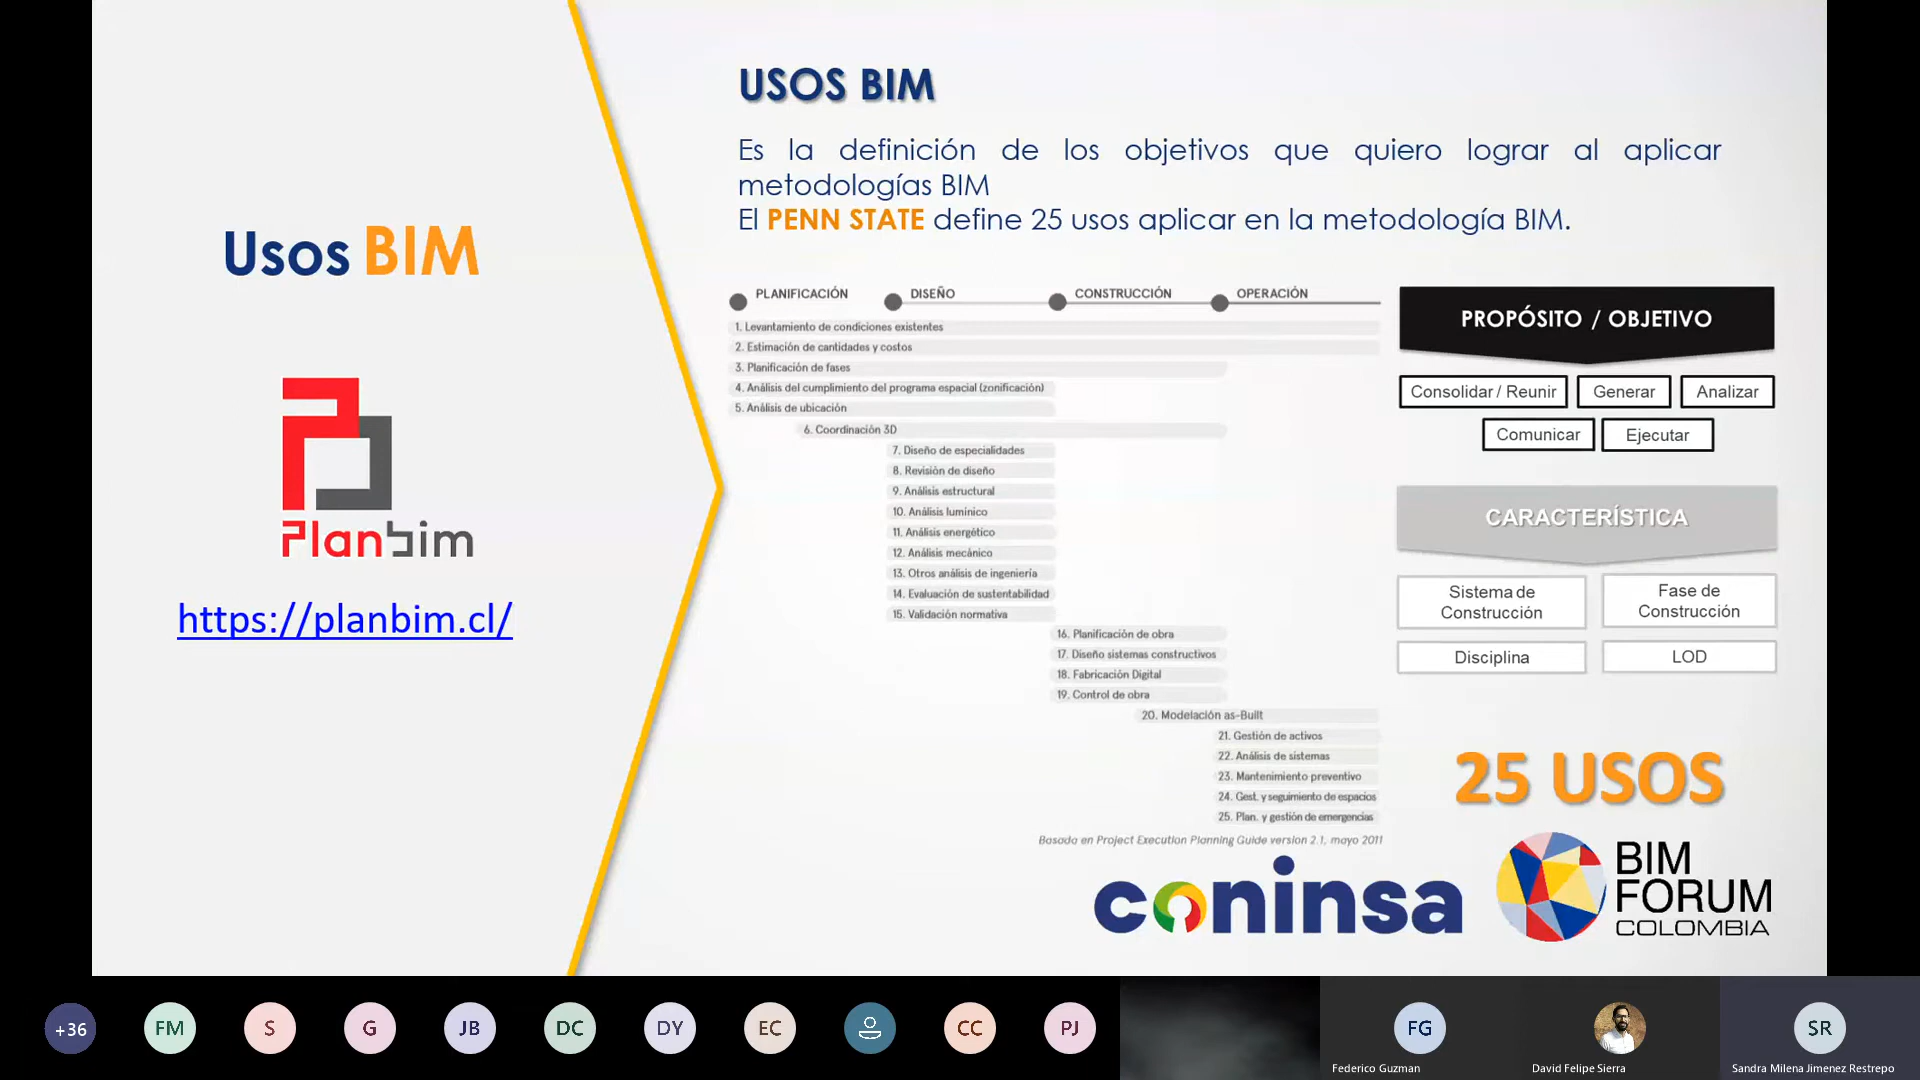 Usos BIM
Planbim
https://planbim.cl/
USOS BIM
Es la definición de los objetivos que quiero lograr al aplicar
metodologías BIM
El PENN STATE define 25 usos aplicar en la metodología BIM.
PLANIFICACIÓN
DISEÑO
CONSTRUCCIÓN
OPERACIÓN
1. Levantamiento de condiciones existentes
2. Estimación de cantidades y costos
3. Planificación de fases
4. Análisis del cumplimiento del programa espacial (zonificación)
5. Análisis de ubicación
6. Coordinación 3D
7. Diseño de especialidades
8. Revisión de diseño
9. Análisis estructural
10. Análisis lumínico
11. Análisis energético
12. Análisis mecánico
13. Otros análisis de ingeniería
14. Evaluación de sustentabilidad
15. Validación normativa
16. Planificación de obra
17. Diseño sistemas constructivos
18. Fabricación Digital
19. Control de obra
20. Modelación as-Built
21. Gestión de activos
22. Análisis de sistemas
23. Mantenimiento preventivo
24. Gest. y seguimiento de espacios
25. Plan. y gestión de emergencias
Basado en Project Execution Planning Guide version 2.1, mayo 2011
PROPÓSITO / OBJETIVO
Consolidar / Reunir
Generar
Analizar
Comunicar
Ejecutar
CARACTERÍSTICA
Sistema de
Construcción
Fase de
Construcción
Disciplina
LOD
25 USOS
coninsa
BIM
FORUM
COLOMBIA
+36
FM
S
G
JB
DC
DY
EC
CC
PJ
FG
Federico Guzman
David Felipe Sierra
SR
Sandra Milena Jimenez Restrepo